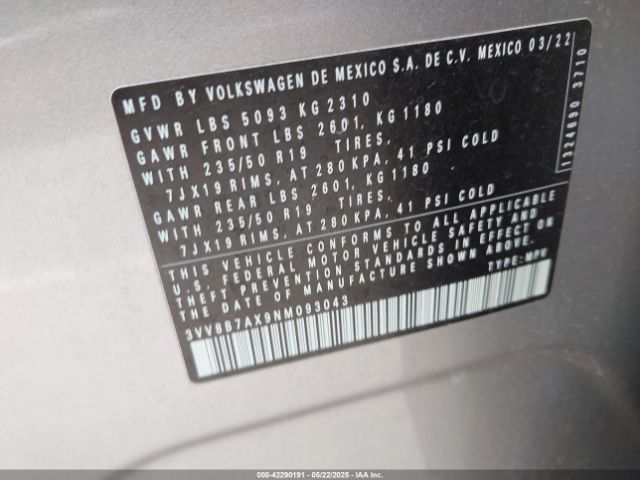 MFD BY VOLKSWAGEN DE MEXICO S.A. DE C.V. MEXICO 03/22
GVWR LBS 5093 KG 2310
GAWR FRONT LBS 2601, KG 1180
WITH 235/50 R19 TIRES,
7JX19 RIMS, AT 280 KPA, 41 PSI COLD
GAWR REAR LBS 2601, KG 1180
WITH 235/50 R19 TIRES,
7JX19 RIMS, AT 280 KPA, 41 PSI COLD
THIS VEHICLE CONFORMS TO ALL APPLICABLE
U.S. FEDERAL MOTOR VEHICLE SAFETY AND
THEFT PREVENTION STANDARDS IN EFFECT ON
THE DATE OF MANUFACTURE SHOWN ABOVE.
3VV8B7AX9NM093043
TYPE: MPV
1324690 3710
000-42290191 - 05/22/2025 - IAA Inc.